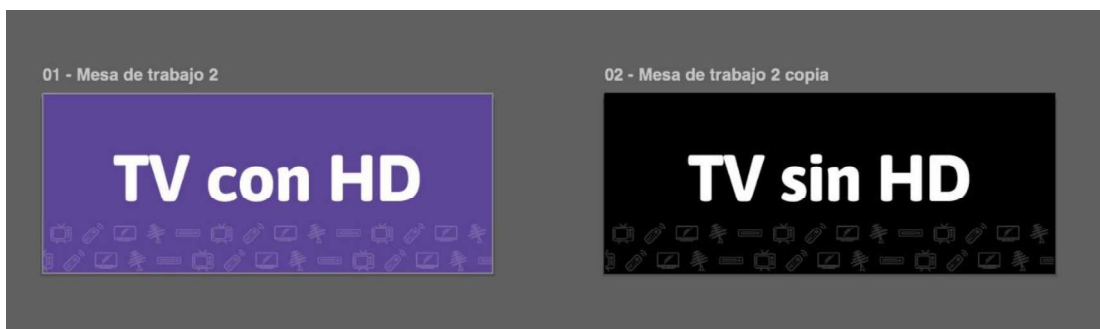 01 - Mesa de trabajo 2
TV con HD
02 - Mesa de trabajo 2 copia
TV sin HD